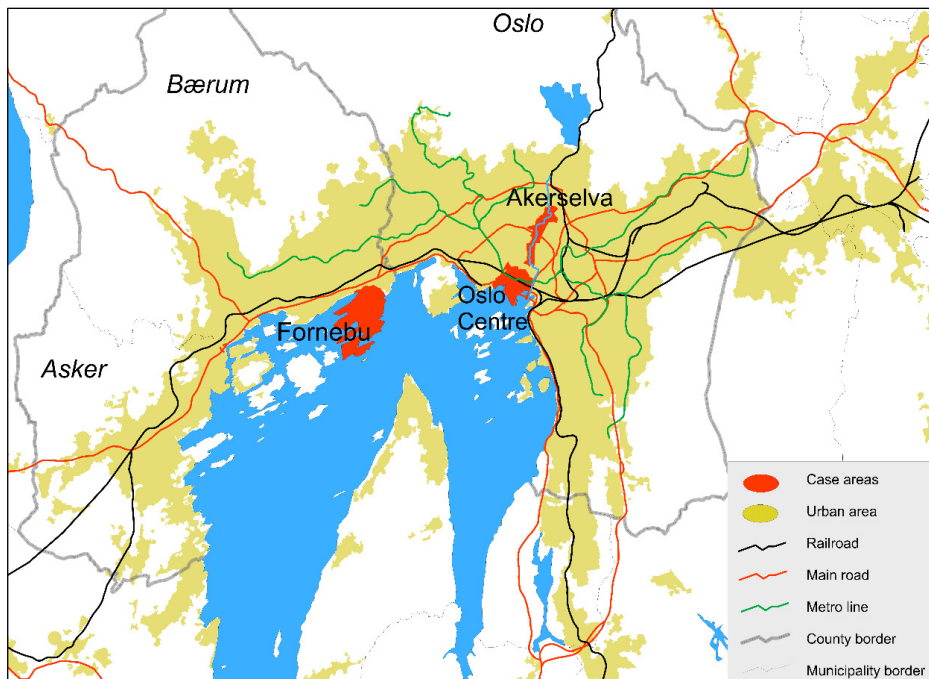 Oslo
Bærum
Akerselva
Oslo
Centre
Fornebu
Asker
Case areas
Urban area
Railroad
Main road
Metro line
County border
Municipality border